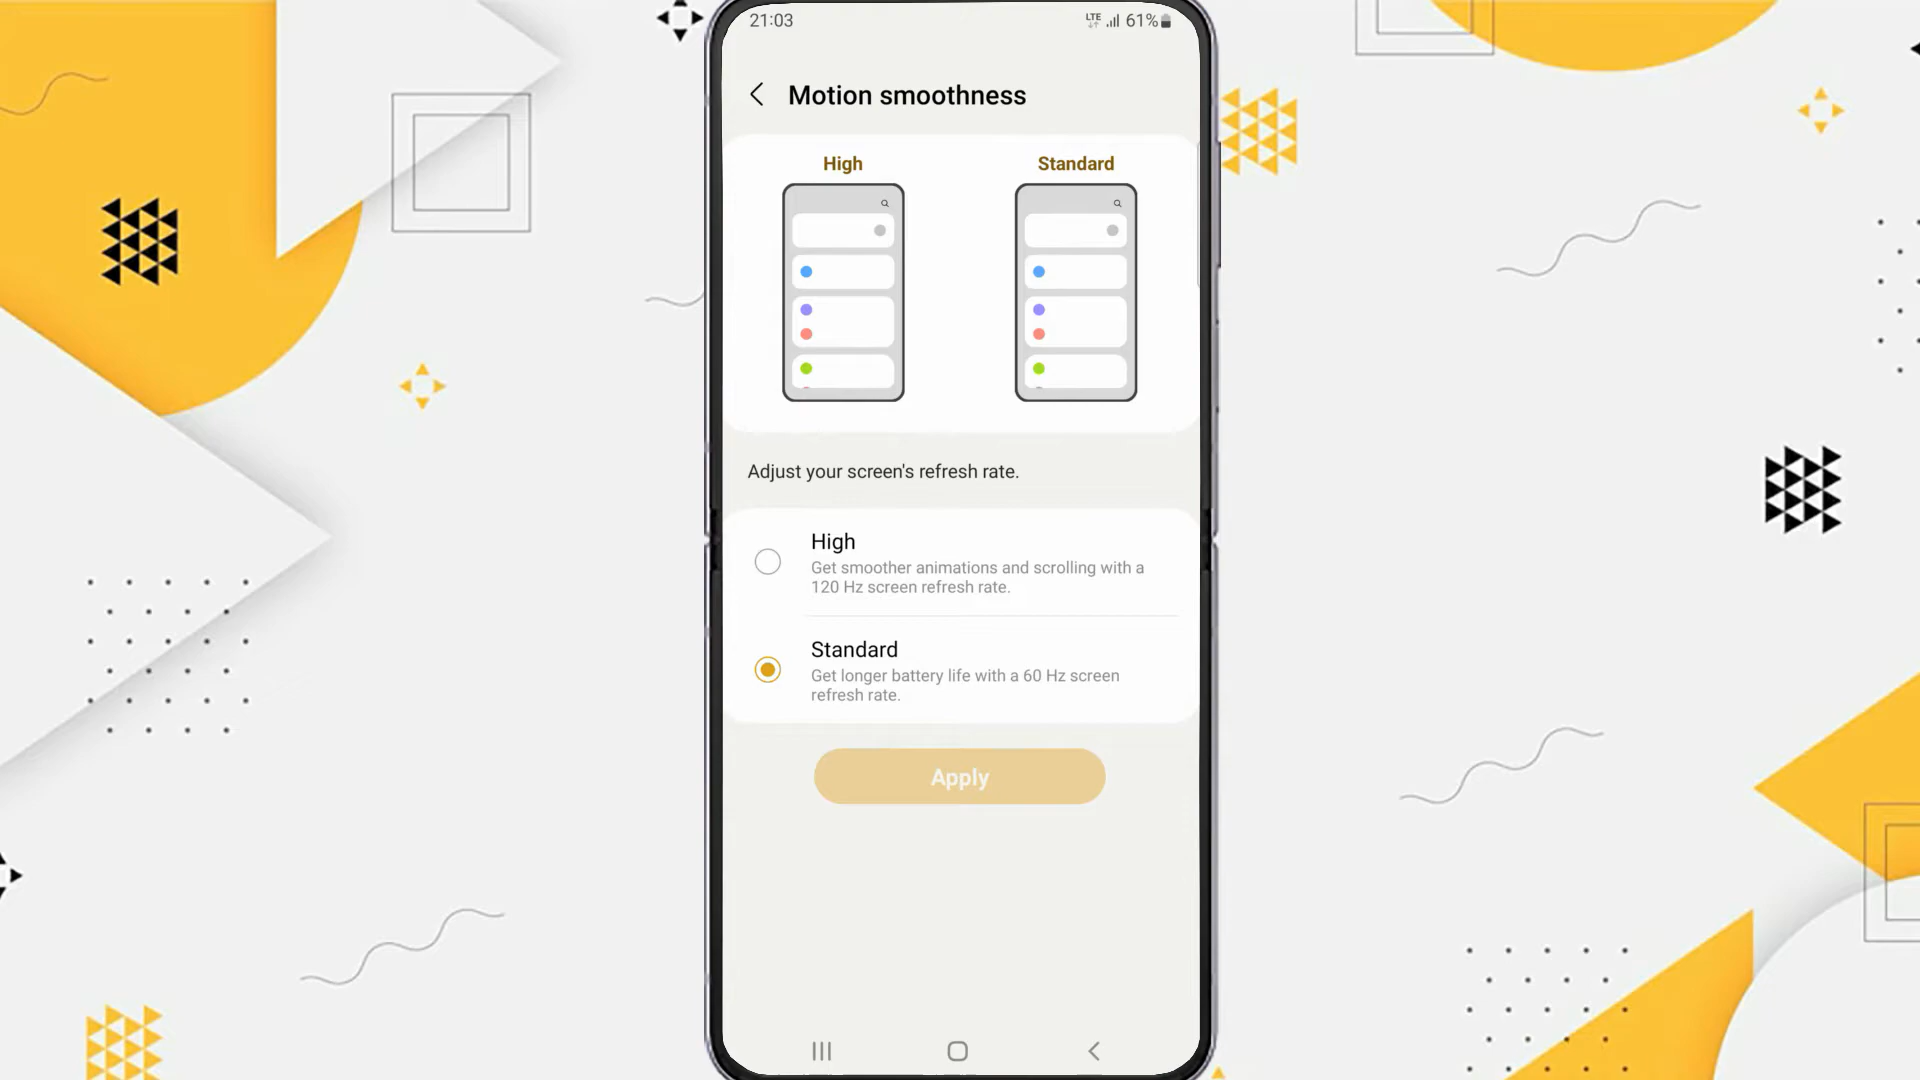 21:03
LTE 61%
Motion smoothness
High
Standard
Adjust your screen's refresh rate.
High
Get smoother animations and scrolling with a
120 Hz screen refresh rate.
Standard
Get longer battery life with a 60 Hz screen
refresh rate.
Apply